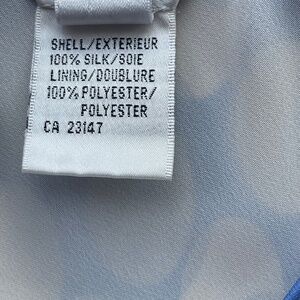 SHELL/EXTERIEUR
100% SILK/SOIE
LINING/DOUBLURE
100% POLYESTER/
POLYESTER
CA 23147